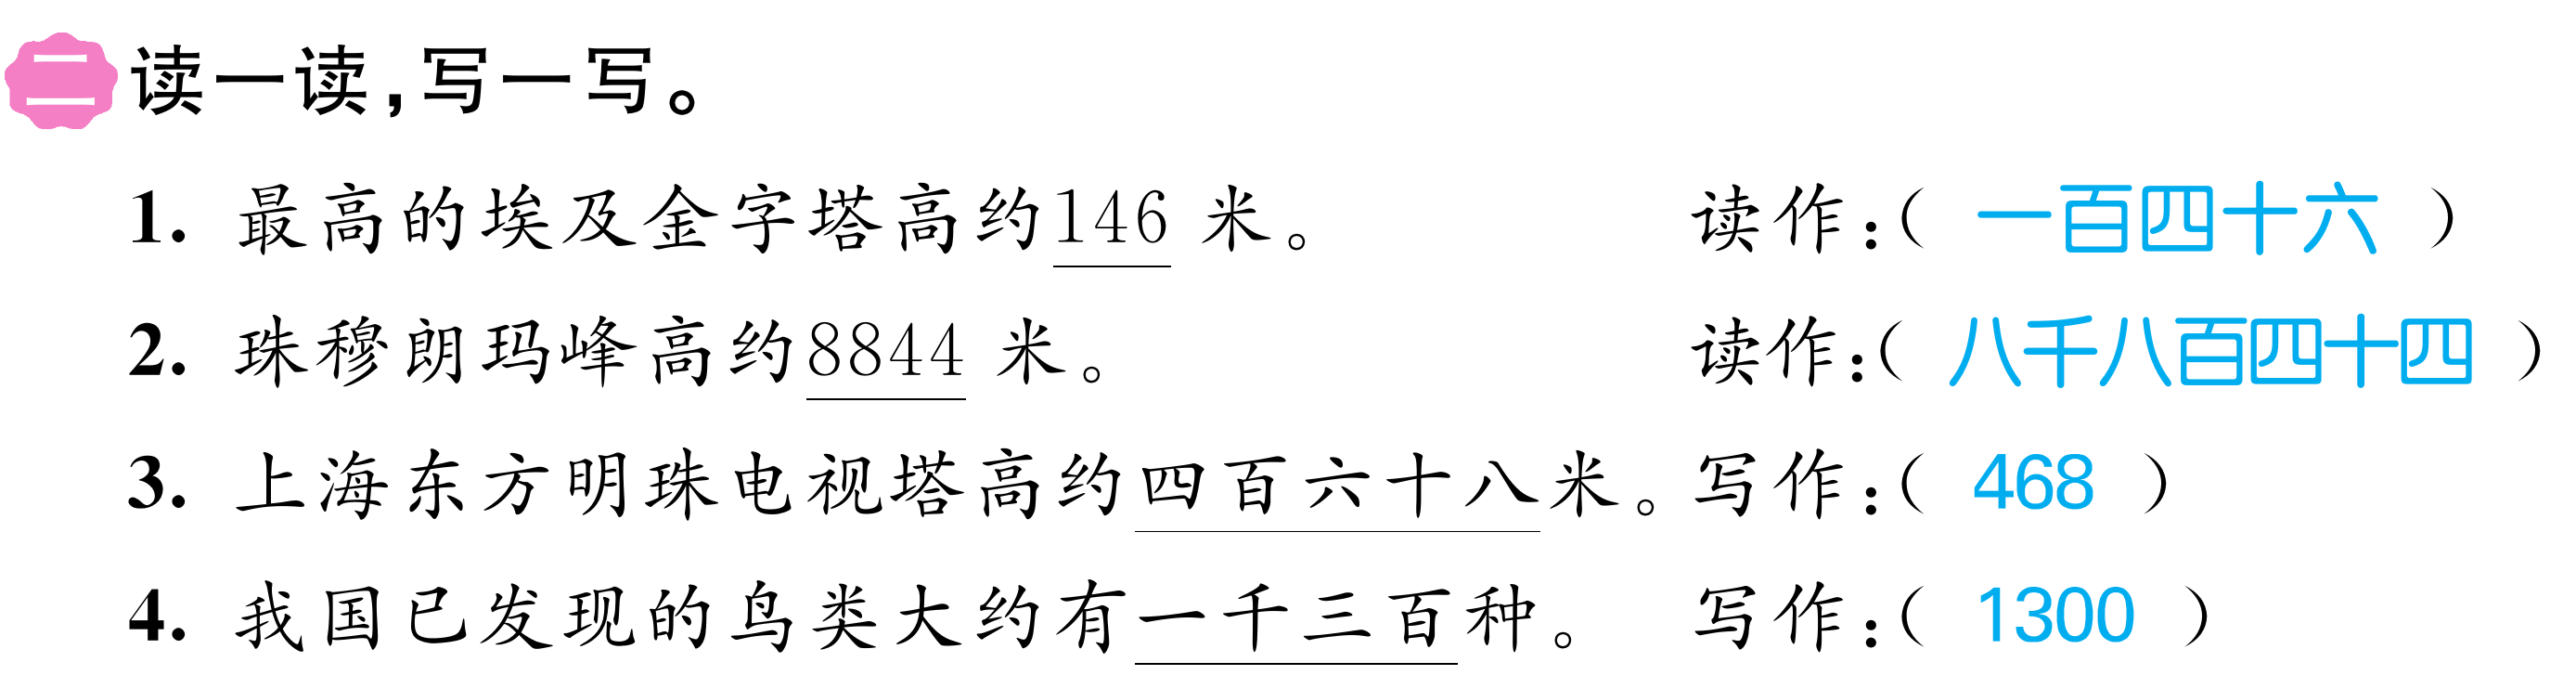 二 读一读,写一写。
1. 最高的埃及金字塔高约146 米。 读作:( 一百四十六 )
2. 珠穆朗玛峰高约8844 米。 读作:( 八千八百四十四 )
3. 上海东方明珠电视塔高约四百六十八米。写作:( 468 )
4. 我国已发现的鸟类大约有一千三百种。 写作:( 1300 )